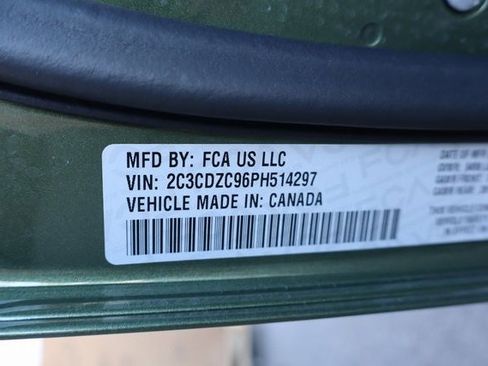 MFD BY: FCA US LLC
VIN: 2C3CDZC96PH514297
VEHICLE MADE IN: CANADA